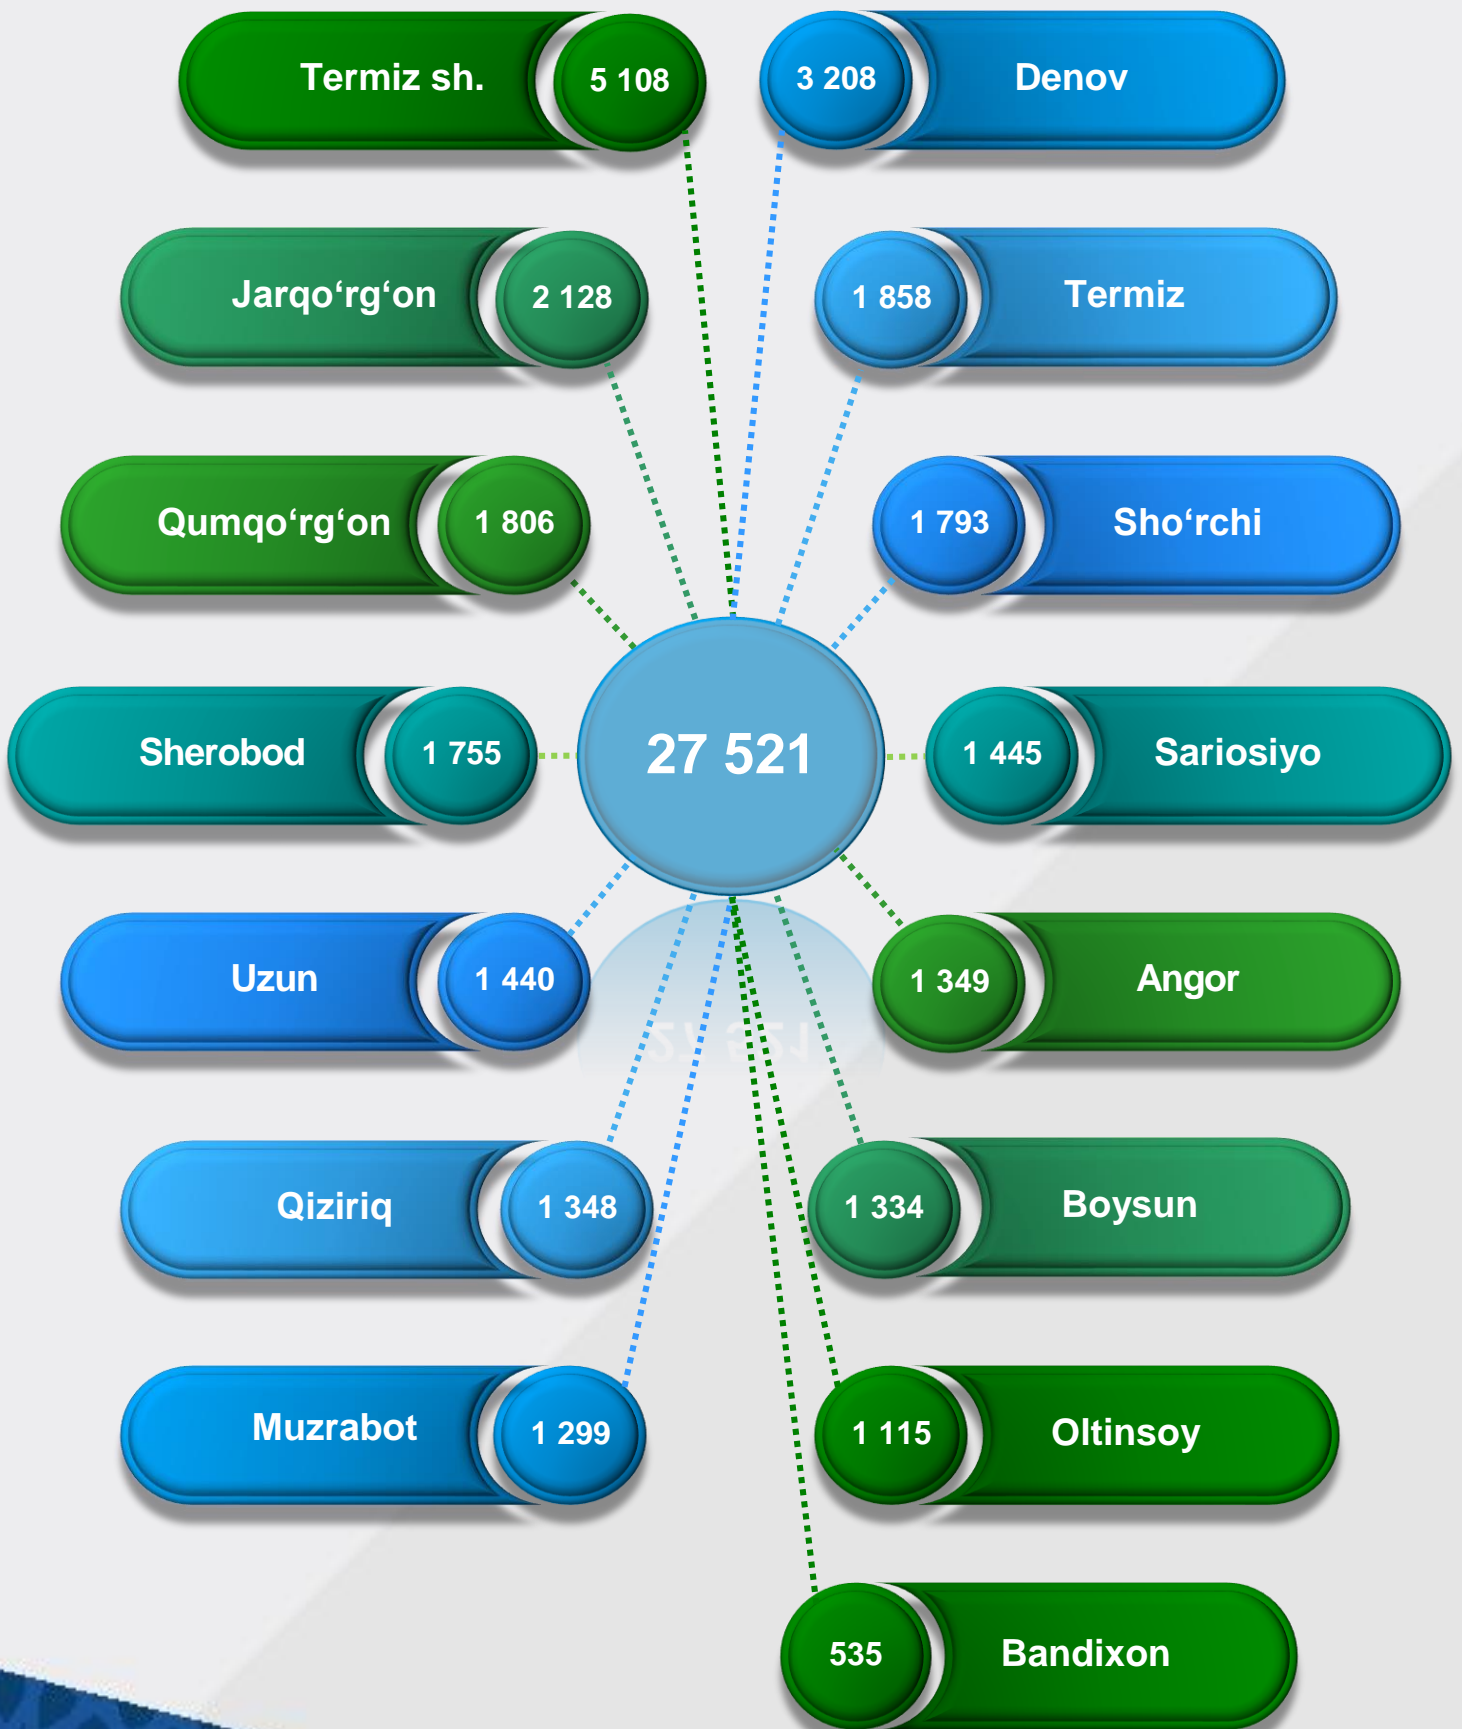 Termiz sh. 5 108
3 208 Denov
Jarqo‘rg‘on 2 128
1 858 Termiz
Qumqo‘rg‘on 1 806
1 793 Sho‘rchi
Sherobod 1 755
27 521
1 445 Sariosiyo
Uzun 1 440
1 349 Angor
Qiziriq 1 348
1 334 Boysun
Muzrabot 1 299
1 115 Oltinsoy
535 Bandixon